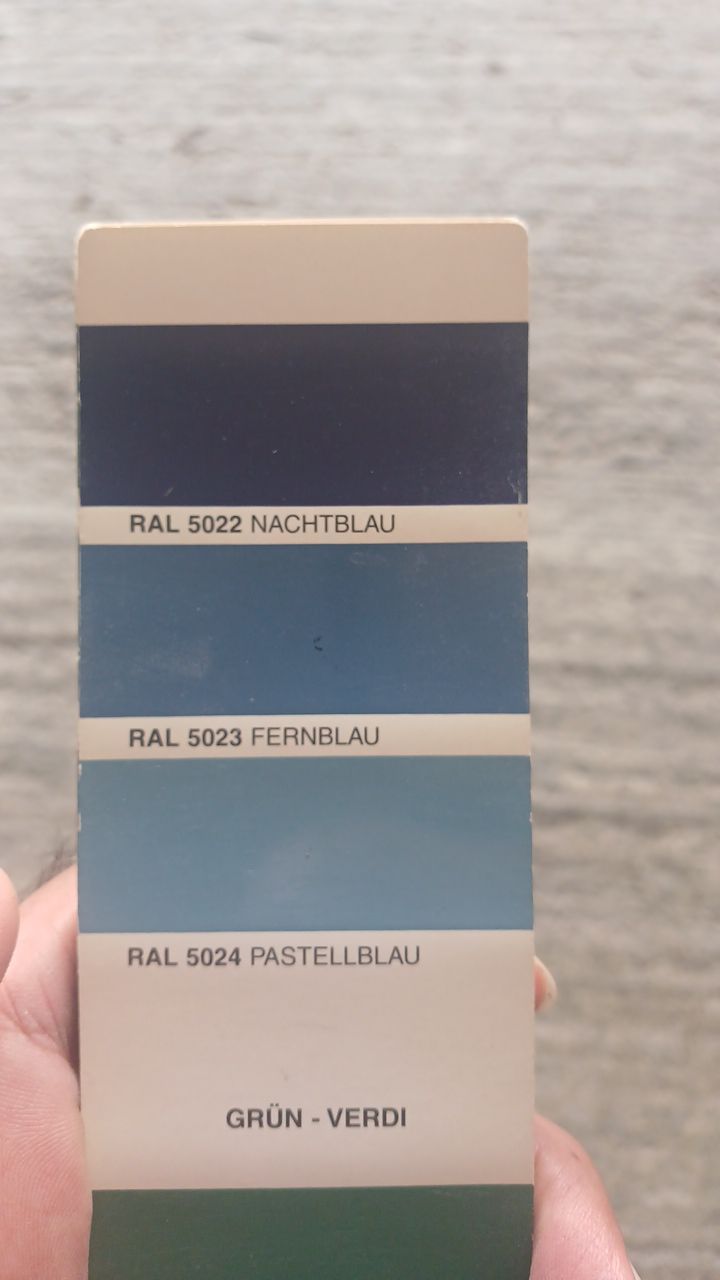 RAL 5022 NACHTBLAU
RAL 5023 FERNBLAU
RAL 5024 PASTELLBLAU
GRÜN - VERDI